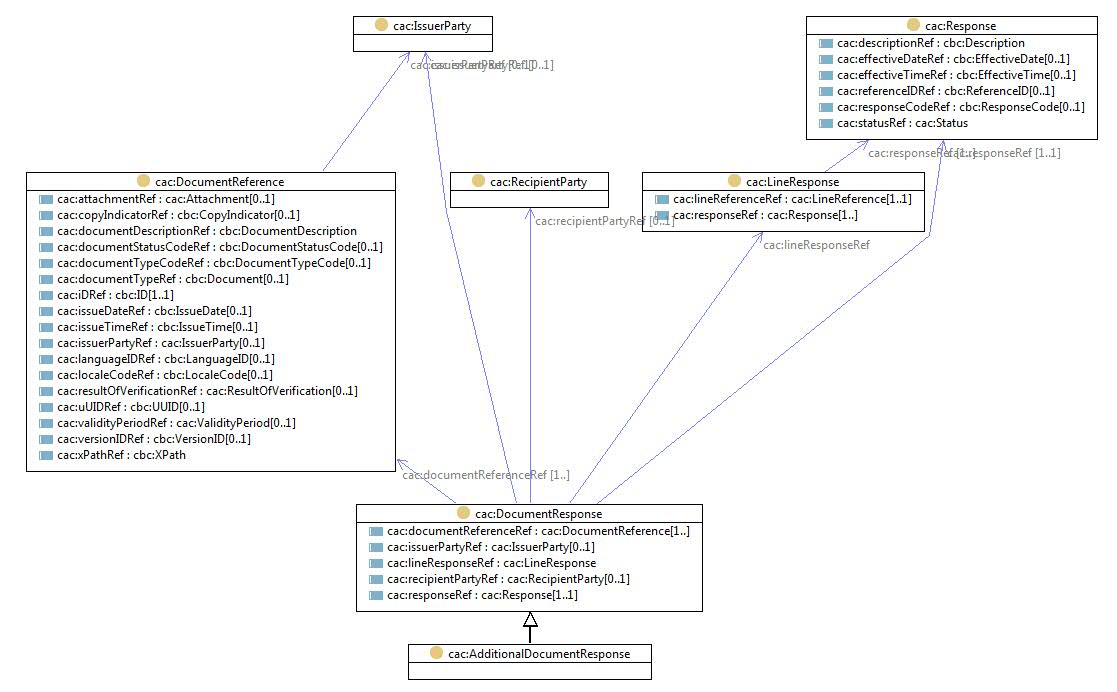 cac:IssuerParty
cac:issuerPartyRef [0..1]
cac:issuerPartyRef [0..1]
cac:Response
cac:descriptionRef : cbc:Description
cac:effectiveDateRef : cbc:EffectiveDate[0..1]
cac:effectiveTimeRef : cbc:EffectiveTime[0..1]
cac:referenceIDRef : cbc:ReferenceID[0..1]
cac:responseCodeRef : cbc:ResponseCode[0..1]
cac:statusRef : cac:Status
cac:responseRef [1..]
cac:responseRef [1..1]
cac:DocumentReference
cac:attachmentRef : cac:Attachment[0..1]
cac:copyIndicatorRef : cbc:CopyIndicator[0..1]
cac:documentDescriptionRef : cbc:DocumentDescription
cac:documentStatusCodeRef : cbc:DocumentStatusCode[0..1]
cac:documentTypeCodeRef : cbc:DocumentTypeCode[0..1]
cac:documentTypeRef : cbc:Document[0..1]
cac:iDRef : cbc:ID[1..1]
cac:issueDateRef : cbc:IssueDate[0..1]
cac:issueTimeRef : cbc:IssueTime[0..1]
cac:issuerPartyRef : cac:IssuerParty[0..1]
cac:languageIDRef : cbc:LanguageID[0..1]
cac:localeCodeRef : cbc:LocaleCode[0..1]
cac:resultOfVerificationRef : cac:ResultOfVerification[0..1]
cac:uUIDRef : cbc:UUID[0..1]
cac:validityPeriodRef : cac:ValidityPeriod[0..1]
cac:versionIDRef : cbc:VersionID[0..1]
cac:xPathRef : cbc:XPath
cac:RecipientParty
cac:recipientPartyRef [0..1]
cac:LineResponse
cac:lineReferenceRef : cac:LineReference[1..1]
cac:responseRef : cac:Response[1..]
cac:lineResponseRef
cac:documentReferenceRef [1..]
cac:DocumentResponse
cac:documentReferenceRef : cac:DocumentReference[1..]
cac:issuerPartyRef : cac:IssuerParty[0..1]
cac:lineResponseRef : cac:LineResponse
cac:recipientPartyRef : cac:RecipientParty[0..1]
cac:responseRef : cac:Response[1..1]
cac:AdditionalDocumentResponse